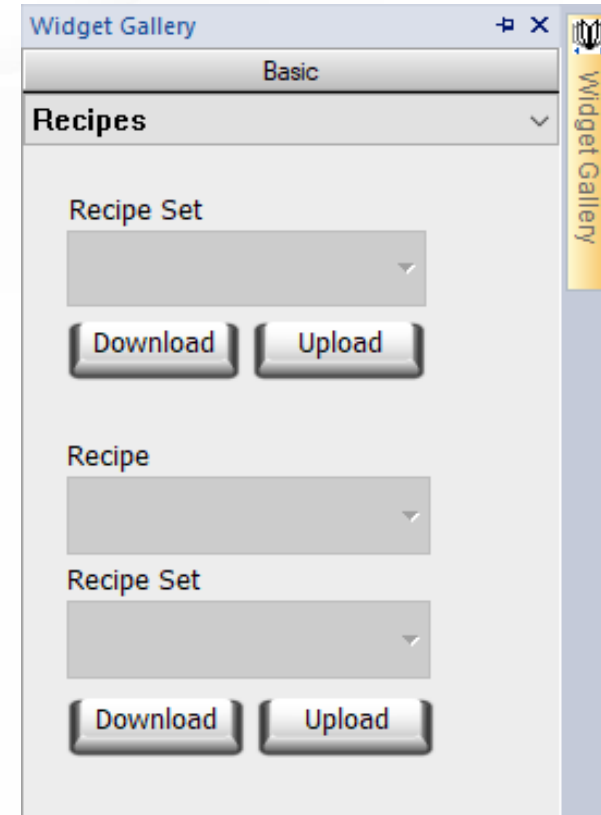 Widget Gallery
Basic
Recipes
Recipe Set
Download Upload
Recipe
Recipe Set
Download Upload
Widget Gallery